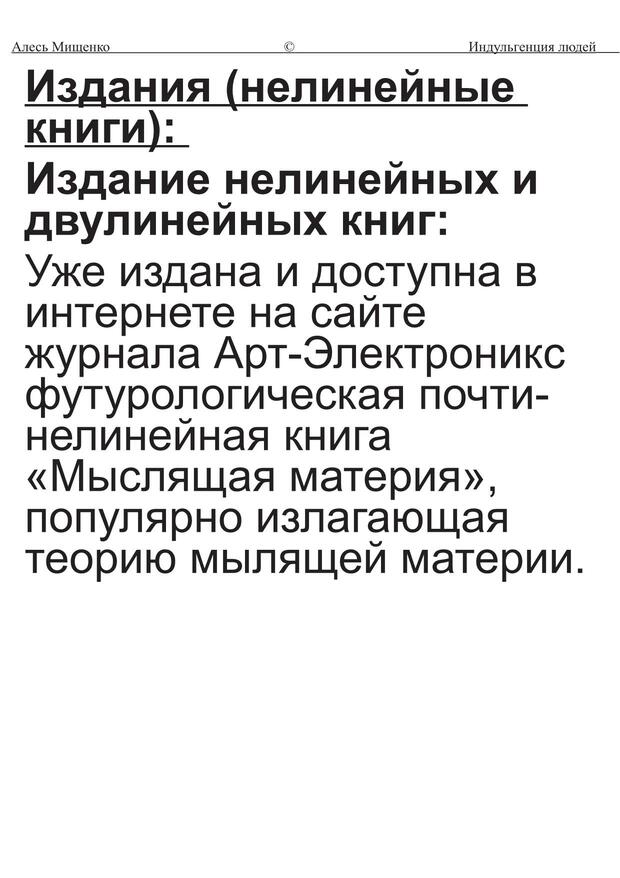 Алесь Мищенко © Индульгенция людей
Издания (нелинейные
книги):
Издание нелинейных и
двулинейных книг:
Уже издана и доступна в
интернете на сайте
журнала Арт-Электроникс
футурологическая почти-
нелинейная книга
«Мыслящая материя»,
популярно излагающая
теорию мылящей материи.